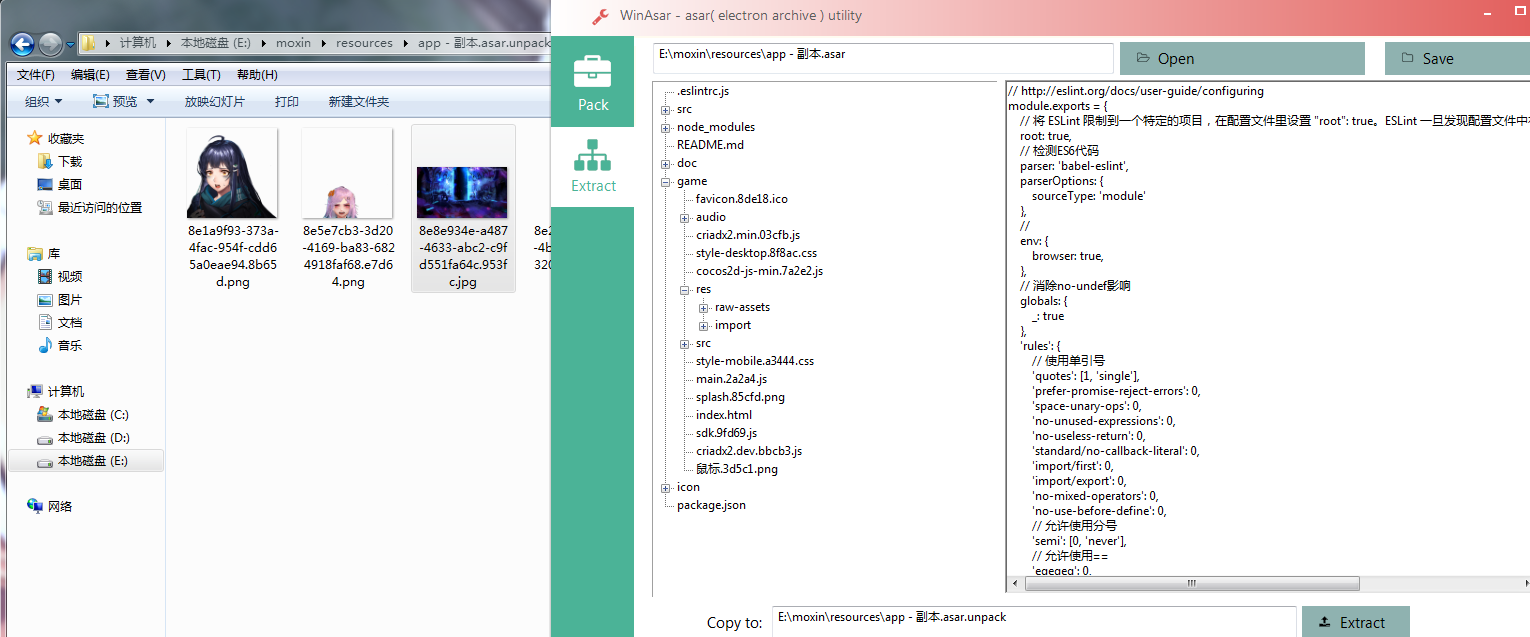 计算机 本地磁盘 (E:) moxin resources app - 副本.asar.unpack
文件(F) 编辑(E) 查看(V) 工具(T) 帮助(H)
组织 预览 放映幻灯片 打印 新建文件夹
收藏夹
下载
桌面
最近访问的位置
库
视频
图片
文档
音乐
计算机
本地磁盘 (C:)
本地磁盘 (D:)
本地磁盘 (E:)
网络
8e1a9f93-373a-
4fac-954f-cdd6
5a0eae94.8b65
d.png
8e5e7cb3-3d20
-4169-ba83-682
4918faf68.e7d6
4.png
8e8e934e-a487
-4633-abc2-c9f
d551fa64c.953f
c.jpg
8e2
-4b
320
WinAsar - asar( electron archive ) utility
Pack
Extract
E:\moxin\resources\app - 副本.asar
Open
Save
.eslintrc.js
src
node_modules
README.md
doc
game
favicon.8de18.ico
audio
criadx2.min.03cfb.js
style-desktop.8f8ac.css
cocos2d-js-min.7a2e2.js
res
raw-assets
import
src
style-mobile.a3444.css
main.2a2a4.js
splash.85cfd.png
index.html
sdk.9fd69.js
criadx2.dev.bbcb3.js
鼠标.3d5c1.png
icon
package.json
// http://eslint.org/docs/user-guide/configuring
module.exports = {
// 将 ESLint 限制到一个特定的项目，在配置文件里设置 "root": true。ESLint 一旦发现配置文件中
root: true,
// 检测ES6代码
parser: 'babel-eslint',
parserOptions: {
sourceType: 'module'
},
//
env: {
browser: true,
},
// 消除no-undef影响
globals: {
_: true
},
'rules': {
// 使用单引号
'quotes': [1, 'single'],
'prefer-promise-reject-errors': 0,
'space-unary-ops': 0,
'no-unused-expressions': 0,
'no-useless-return': 0,
'standard/no-callback-literal': 0,
'import/first': 0,
'import/export': 0,
'no-mixed-operators': 0,
'no-use-before-define': 0,
// 允许使用分号
'semi': [0, 'never'],
// 允许使用==
'eqeqeq': 0,
Copy to:
E:\moxin\resources\app - 副本.asar.unpack
Extract